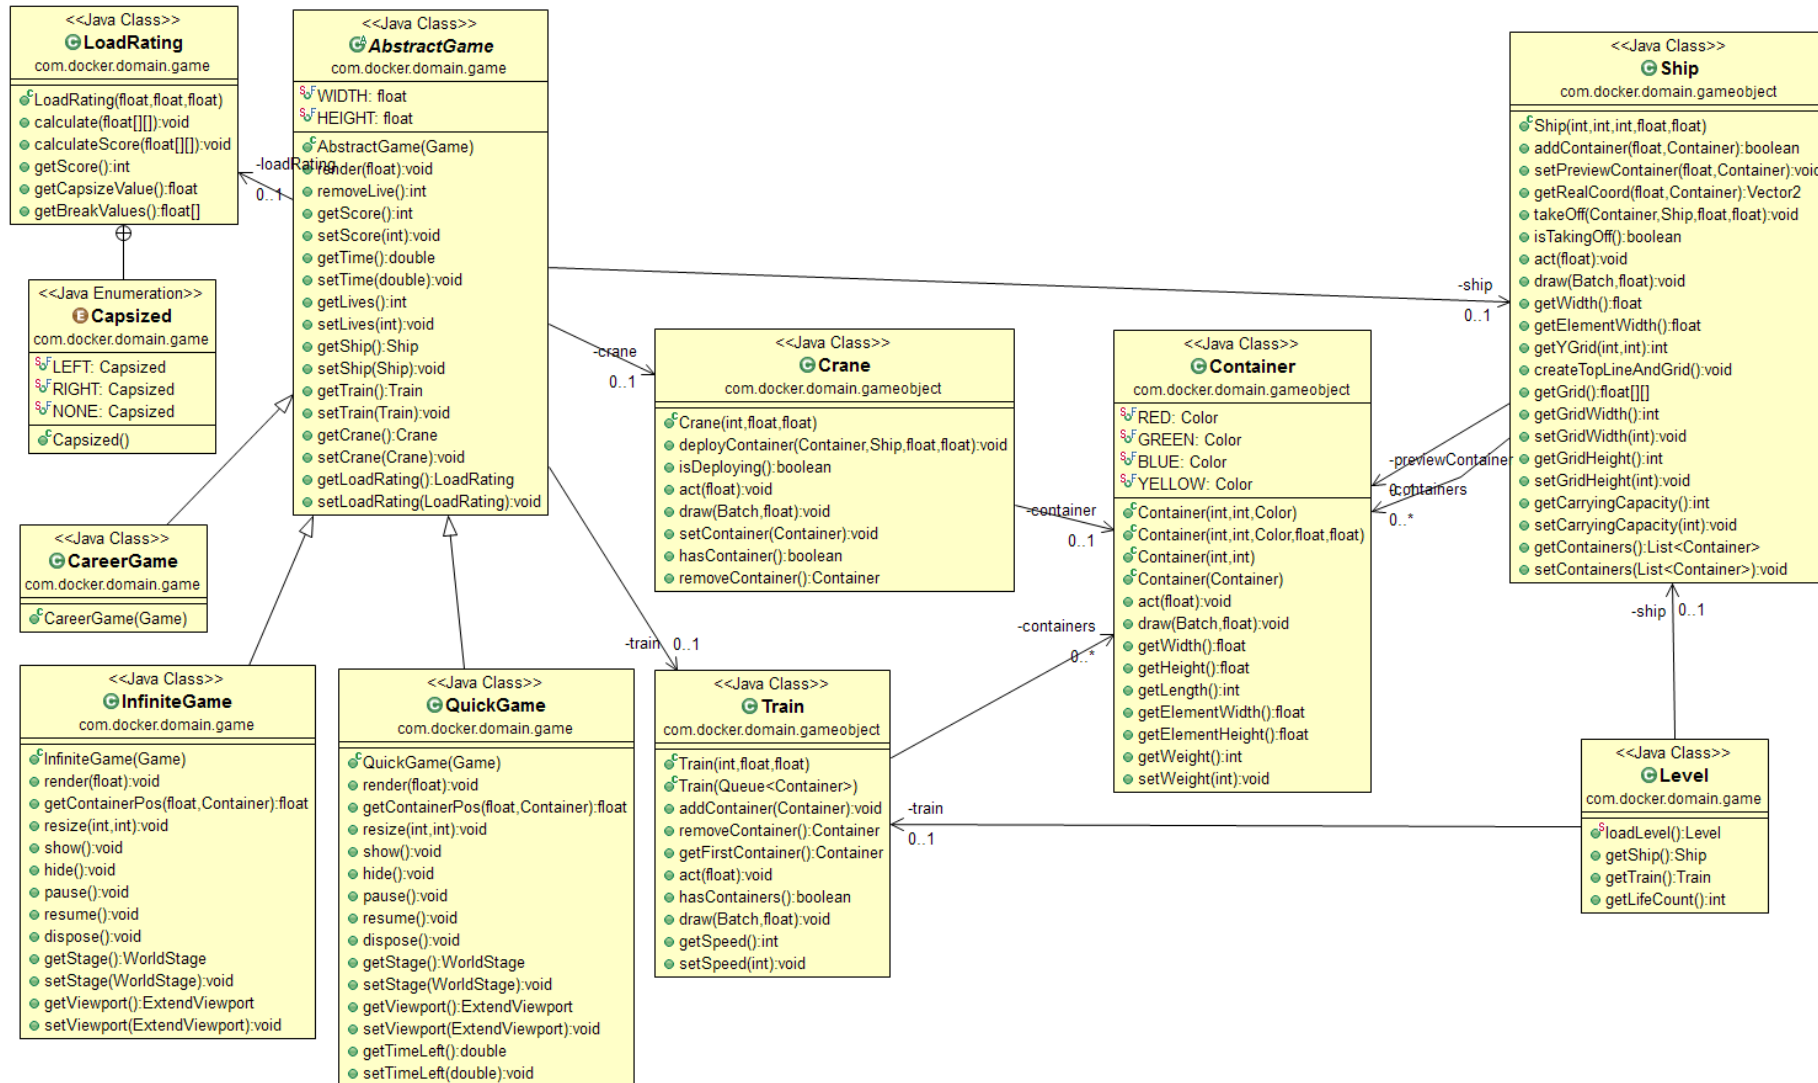 <<Java Class>>
LoadRating
com.docker.domain.game
LoadRating(float,float,float)
calculate(float[][]):void
calculateScore(float[][]):void
getScore():int
getCapsizeValue():float
getBreakValues():float[]
<<Java Enumeration>>
Capsized
com.docker.domain.game
LEFT: Capsized
RIGHT: Capsized
NONE: Capsized
Capsized()
<<Java Class>>
AbstractGame
com.docker.domain.game
WIDTH: float
HEIGHT: float
AbstractGame(Game)
render(float):void
removeLive():int
getScore():int
setScore(int):void
getTime():double
setTime(double):void
getLives():int
setLives(int):void
getShip():Ship
setShip(Ship):void
getTrain():Train
setTrain(Train):void
getCrane():Crane
setCrane(Crane):void
getLoadRating():LoadRating
setLoadRating(LoadRating):void
-loadRating
0..1
-ship
0..1
-crane
0..1
-train 0..1
<<Java Class>>
CareerGame
com.docker.domain.game
CareerGame(Game)
<<Java Class>>
InfiniteGame
com.docker.domain.game
InfiniteGame(Game)
render(float):void
getContainerPos(float,Container):float
resize(int,int):void
show():void
hide():void
pause():void
resume():void
dispose():void
getStage():WorldStage
setStage(WorldStage):void
getViewport():ExtendViewport
setViewport(ExtendViewport):void
<<Java Class>>
QuickGame
com.docker.domain.game
QuickGame(Game)
render(float):void
getContainerPos(float,Container):float
resize(int,int):void
show():void
hide():void
pause():void
resume():void
dispose():void
getStage():WorldStage
setStage(WorldStage):void
getViewport():ExtendViewport
setViewport(ExtendViewport):void
getTimeLeft():double
setTimeLeft(double):void
<<Java Class>>
Crane
com.docker.domain.gameobject
Crane(int,float,float)
deployContainer(Container,Ship,float,float):void
isDeploying():boolean
act(float):void
draw(Batch,float):void
setContainer(Container):void
hasContainer():boolean
removeContainer():Container
-container
0..1
<<Java Class>>
Train
com.docker.domain.gameobject
Train(int,float,float)
Train(Queue<Container>)
addContainer(Container):void
removeContainer():Container
getFirstContainer():Container
act(float):void
hasContainers():boolean
draw(Batch,float):void
getSpeed():int
setSpeed(int):void
-containers
0..*
-train
0..1
<<Java Class>>
Container
com.docker.domain.gameobject
RED: Color
GREEN: Color
BLUE: Color
YELLOW: Color
Container(int,int,Color)
Container(int,int,Color,float,float)
Container(int,int)
Container(Container)
act(float):void
draw(Batch,float):void
getWidth():float
getHeight():float
getLength():int
getElementWidth():float
getElementHeight():float
getWeight():int
setWeight(int):void
-previewContainer
0..1
-containers
0..*
<<Java Class>>
Ship
com.docker.domain.gameobject
Ship(int,int,int,float,float)
addContainer(float,Container):boolean
setPreviewContainer(float,Container):void
getRealCoord(float,Container):Vector2
takeOff(Container,Ship,float,float):void
isTakingOff():boolean
act(float):void
draw(Batch,float):void
getWidth():float
getElementWidth():float
getYGrid(int,int):int
createTopLineAndGrid():void
getGrid():float[][]
getGridWidth():int
setGridWidth(int):void
getGridHeight():int
setGridHeight(int):void
getCarryingCapacity():int
setCarryingCapacity(int):void
getContainers():List<Container>
setContainers(List<Container>):void
-ship 0..1
<<Java Class>>
Level
com.docker.domain.game
loadLevel():Level
getShip():Ship
getTrain():Train
getLifeCount():int